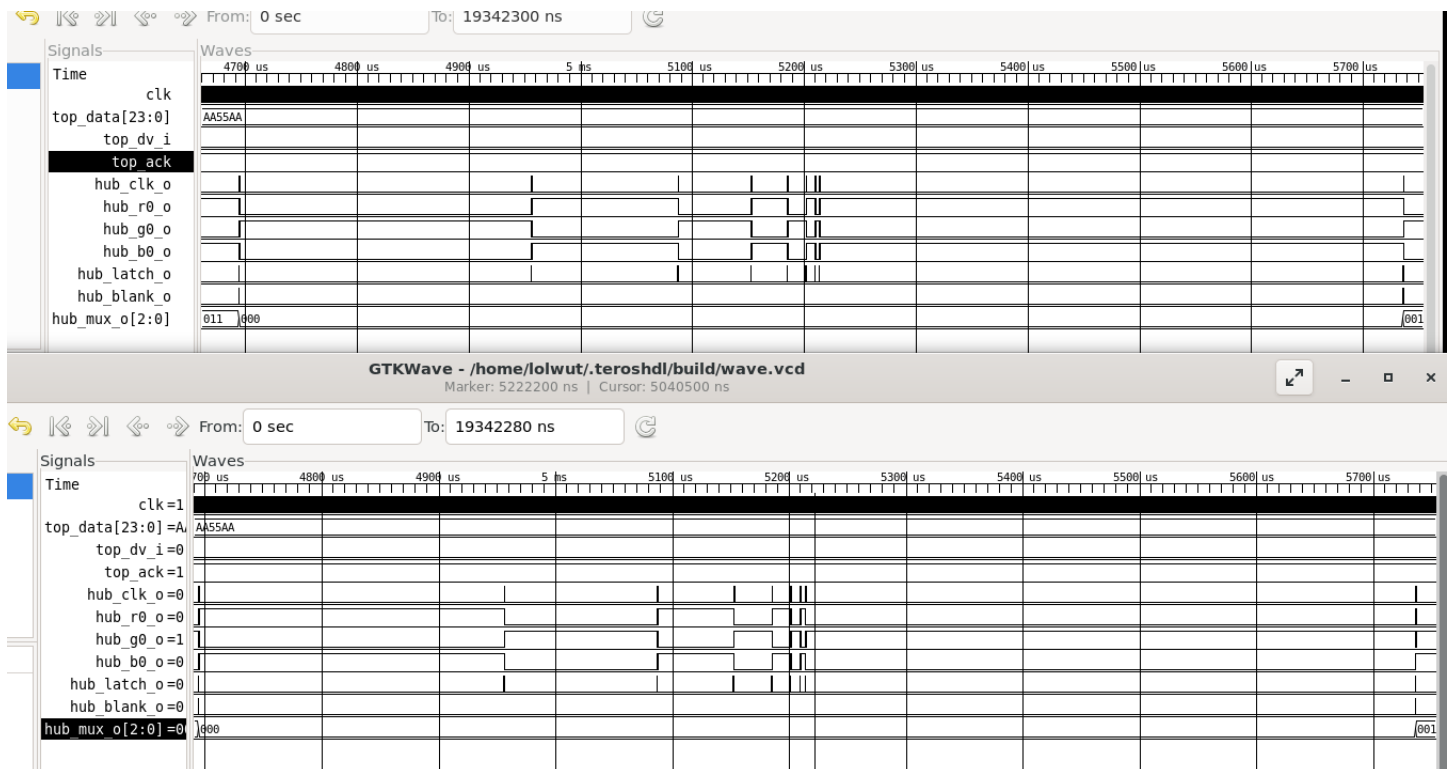 From: 0 sec To: 19342300 ns
Signals Waves
Time 4700 us 4800 us 4900 us 5 ms 5100 us 5200 us 5300 us 5400 us 5500 us 5600 us 5700 us
clk
top_data[23:0] AA55AA
top_dv_i
top_ack
hub_clk_o
hub_r0_o
hub_g0_o
hub_b0_o
hub_latch_o
hub_blank_o
hub_mux_o[2:0] 011 000 001
GTKWave - /home/lolwut/.teroshdl/build/wave.vcd
Marker: 5222200 ns | Cursor: 5040500 ns
From: 0 sec To: 19342280 ns
Signals Waves
Time 700 us 4800 us 4900 us 5 ms 5100 us 5200 us 5300 us 5400 us 5500 us 5600 us 5700 us
clk=1
top_data[23:0]=AA AA55AA
top_dv_i=0
top_ack=1
hub_clk_o=0
hub_r0_o=0
hub_g0_o=1
hub_b0_o=0
hub_latch_o=0
hub_blank_o=0
hub_mux_o[2:0]=00 000 001